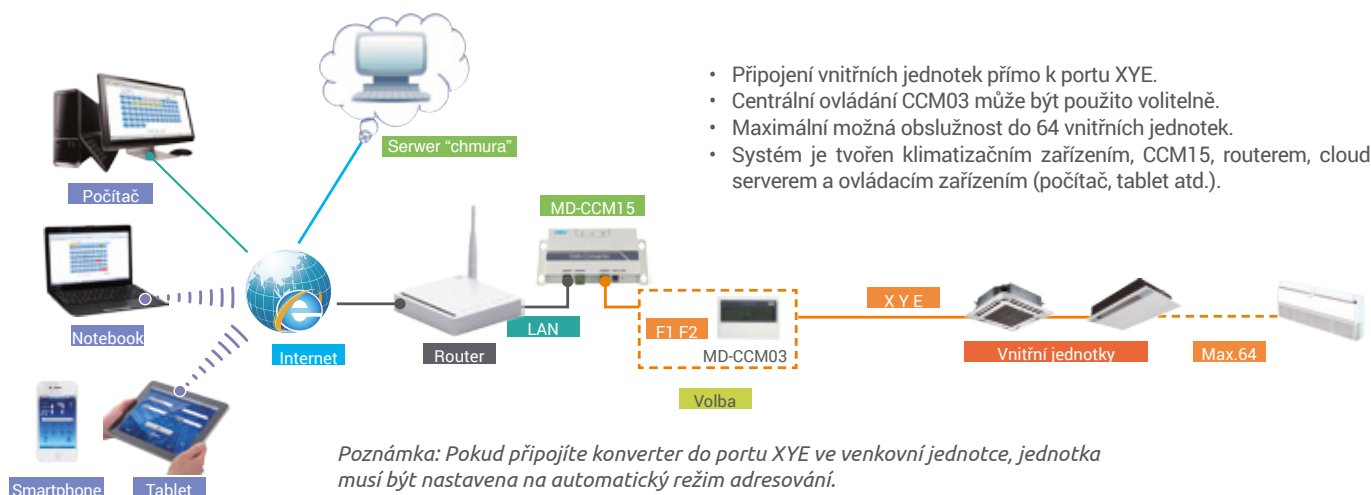 Serwer “chmura”
• Připojení vnitřních jednotek přímo k portu XYE.
• Centrální ovládání CCM03 může být použito volitelně.
• Maximální možná obslužnost do 64 vnitřních jednotek.
• Systém je tvořen klimatizačním zařízením, CCM15, routerem, cloud
serverem a ovládacím zařízením (počítač, tablet atd.).
Počítač
MD-CCM15
Notebook
Internet
Router
LAN
F1 F2
MD-CCM03
X Y E
Vnitřní jednotky
Max.64
Volba
Smartphone
Tablet
Poznámka: Pokud připojíte konverter do portu XYE ve venkovní jednotce, jednotka
musí být nastavena na automatický režim adresování.